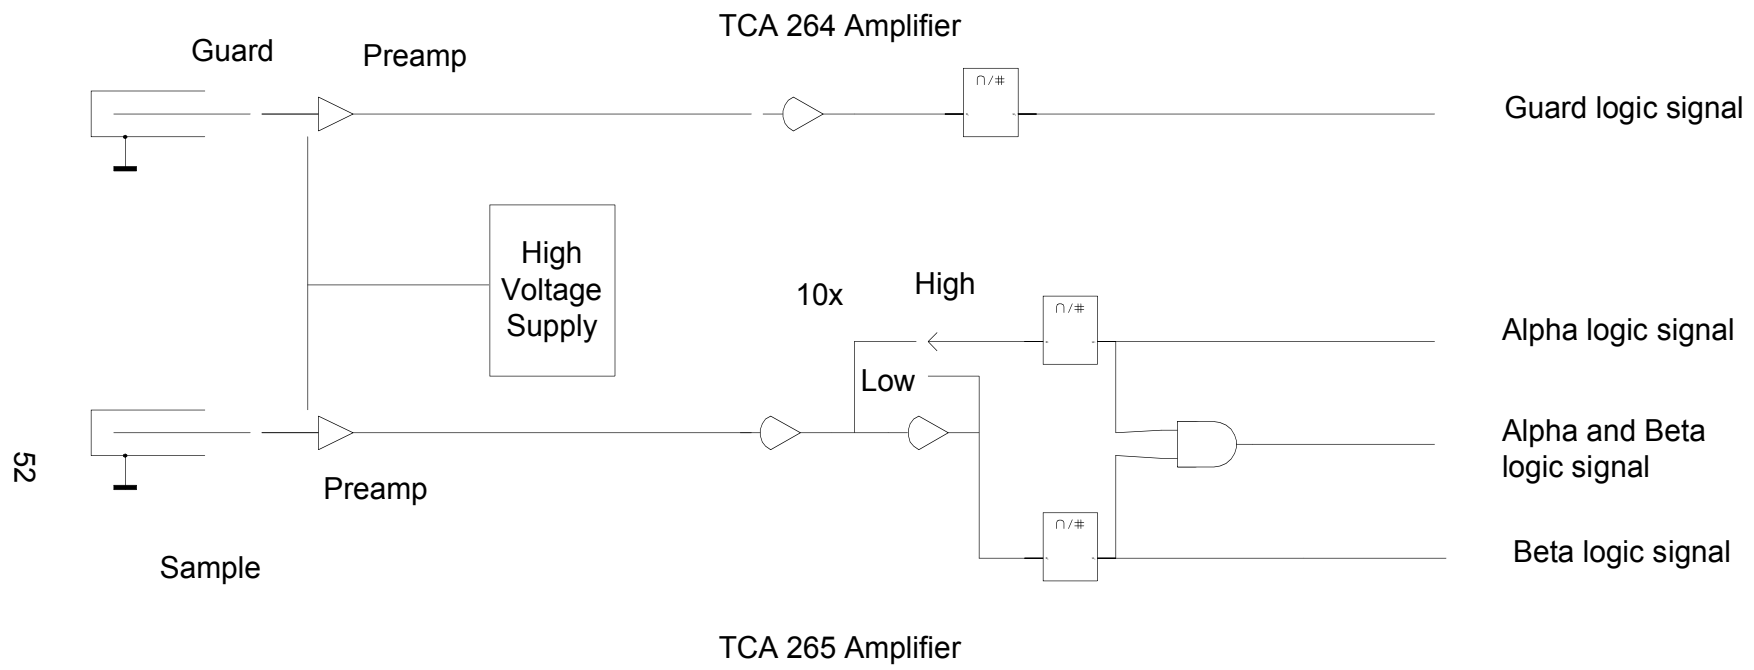 TCA 264 Amplifier
Guard
Preamp
∩/#
Guard logic signal
High
Voltage
Supply
10x
High
∩/#
Alpha logic signal
Low
Alpha and Beta
logic signal
52
Preamp
∩/#
Beta logic signal
Sample
TCA 265 Amplifier